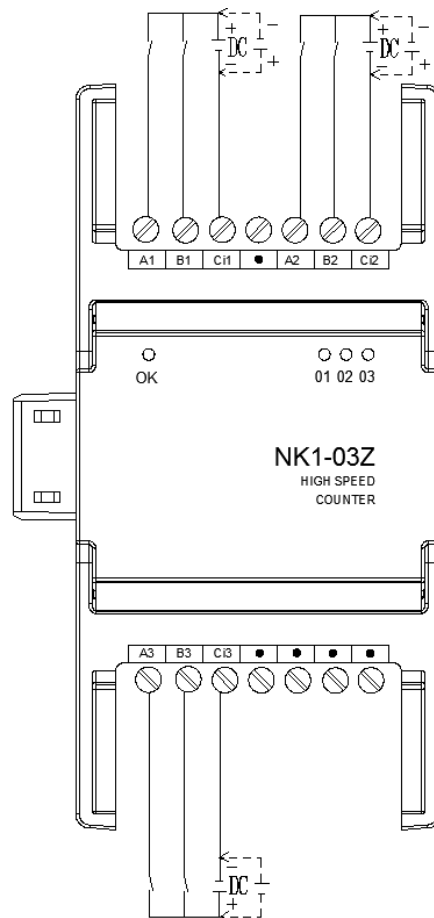 + - + -
DC DC
- + - +
A1 B1 Ci1 ● A2 B2 Ci2
OK 01 02 03
NK1-03Z
HIGH SPEED
COUNTER
A3 B3 Ci3 ● ● ● ●
-
DC
+